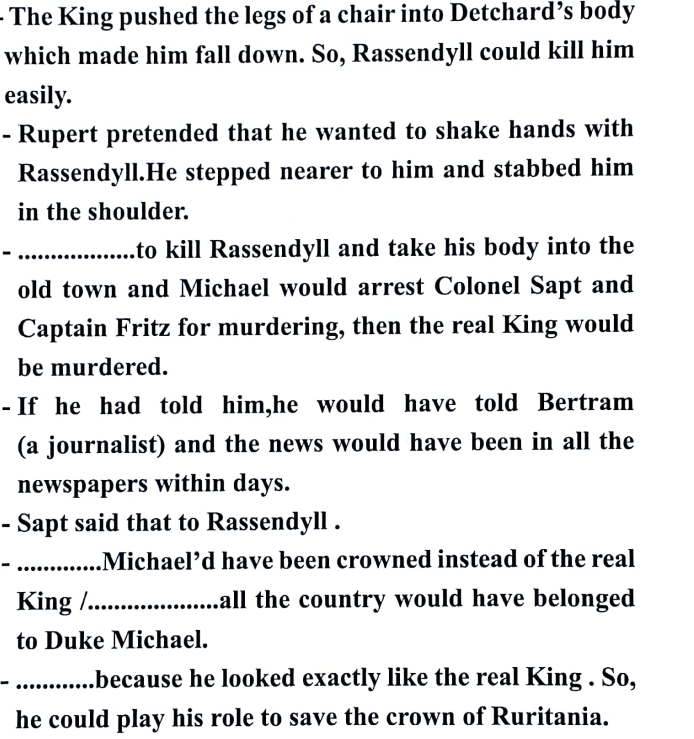 - The King pushed the legs of a chair into Detchard's body
which made him fall down. So, Rassendyll could kill him
easily.
- Rupert pretended that he wanted to shake hands with
Rassendyll.He stepped nearer to him and stabbed him
in the shoulder.
- ..................to kill Rassendyll and take his body into the
old town and Michael would arrest Colonel Sapt and
Captain Fritz for murdering, then the real King would
be murdered.
- If he had told him,he would have told Bertram
(a journalist) and the news would have been in all the
newspapers within days.
- Sapt said that to Rassendyll .
- .............Michael'd have been crowned instead of the real
King /.....................all the country would have belonged
to Duke Michael.
- ............because he looked exactly like the real King . So,
he could play his role to save the crown of Ruritania.